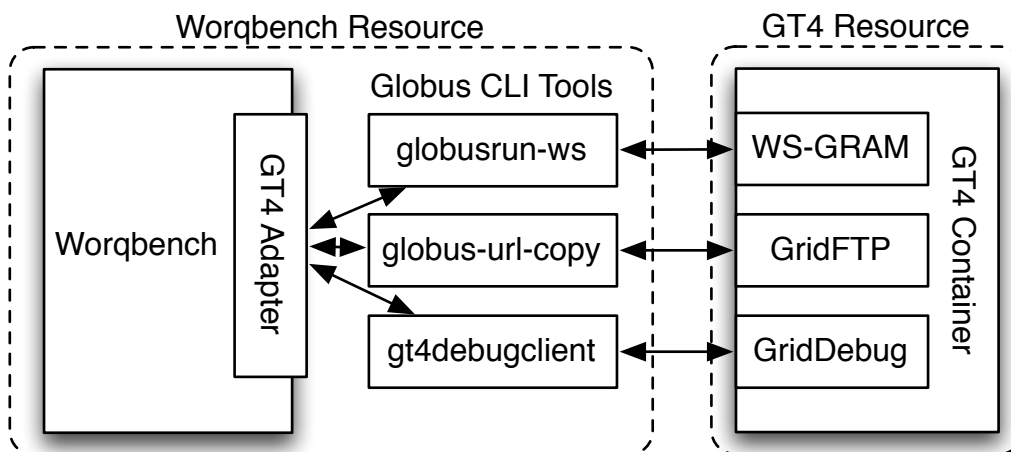 Worqbench Resource
GT4 Resource
Globus CLI Tools
globusrun-ws
WS-GRAM
Worqbench
GT4 Adapter
globus-url-copy
GridFTP
GT4 Container
gt4debugclient
GridDebug